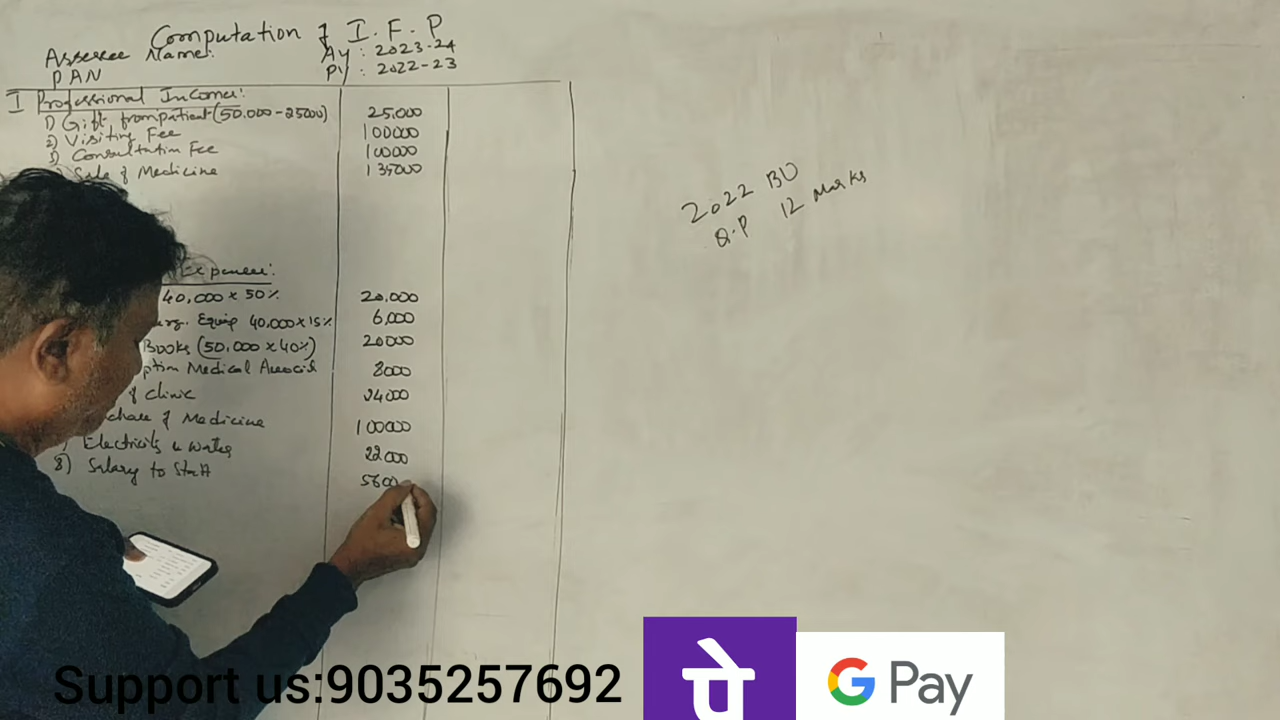 Computation of I.F.P
Assessee Name: Ay : 2023-24
PAN Py : 2022-23
I Professional Income:
1) Gift from patient (50,000-25000) 25,000
2) Visiting Fee 100000
3) Consultation Fee 100000
Sale of Medicine 135000
Expenses:
40,000 x 50% 20,000
Surg. Equip 40,000 x 15% 6,000
Books (50,000 x 40%) 20000
Medical Associd 8000
of clinic 24000
of Medicine 100000
Electricity & Water 22000
8) Salary to Staff 5600
2022 BU
Q.P 12 Marks
Support us:9035257692
पे
G Pay